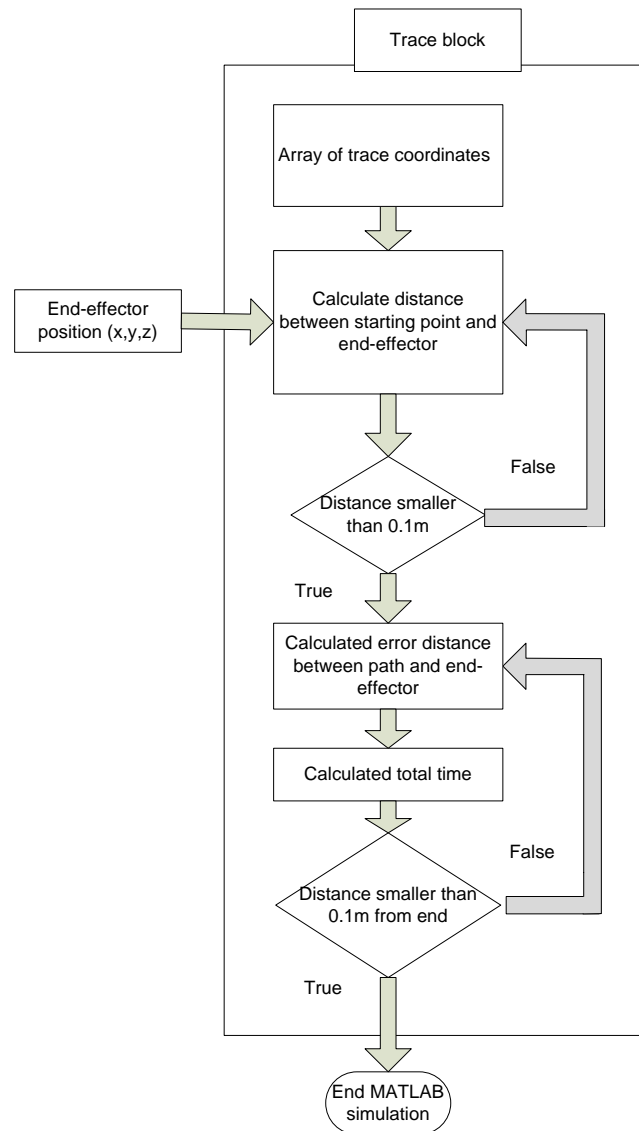 Trace block
Array of trace coordinates
End-effector
position (x,y,z)
Calculate distance
between starting point and
end-effector
False
Distance smaller
than 0.1m
True
Calculated error distance
between path and end-
effector
Calculated total time
False
Distance smaller than
0.1m from end
True
End MATLAB
simulation